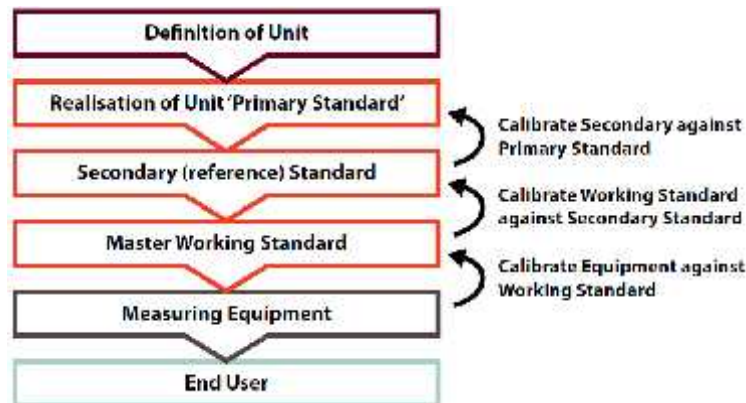 Definition of Unit
Realisation of Unit 'Primary Standard'
Calibrate Secondary against
Primary Standard
Secondary (reference) Standard
Calibrate Working Standard
against Secondary Standard
Master Working Standard
Calibrate Equipment against
Working Standard
Measuring Equipment
End User